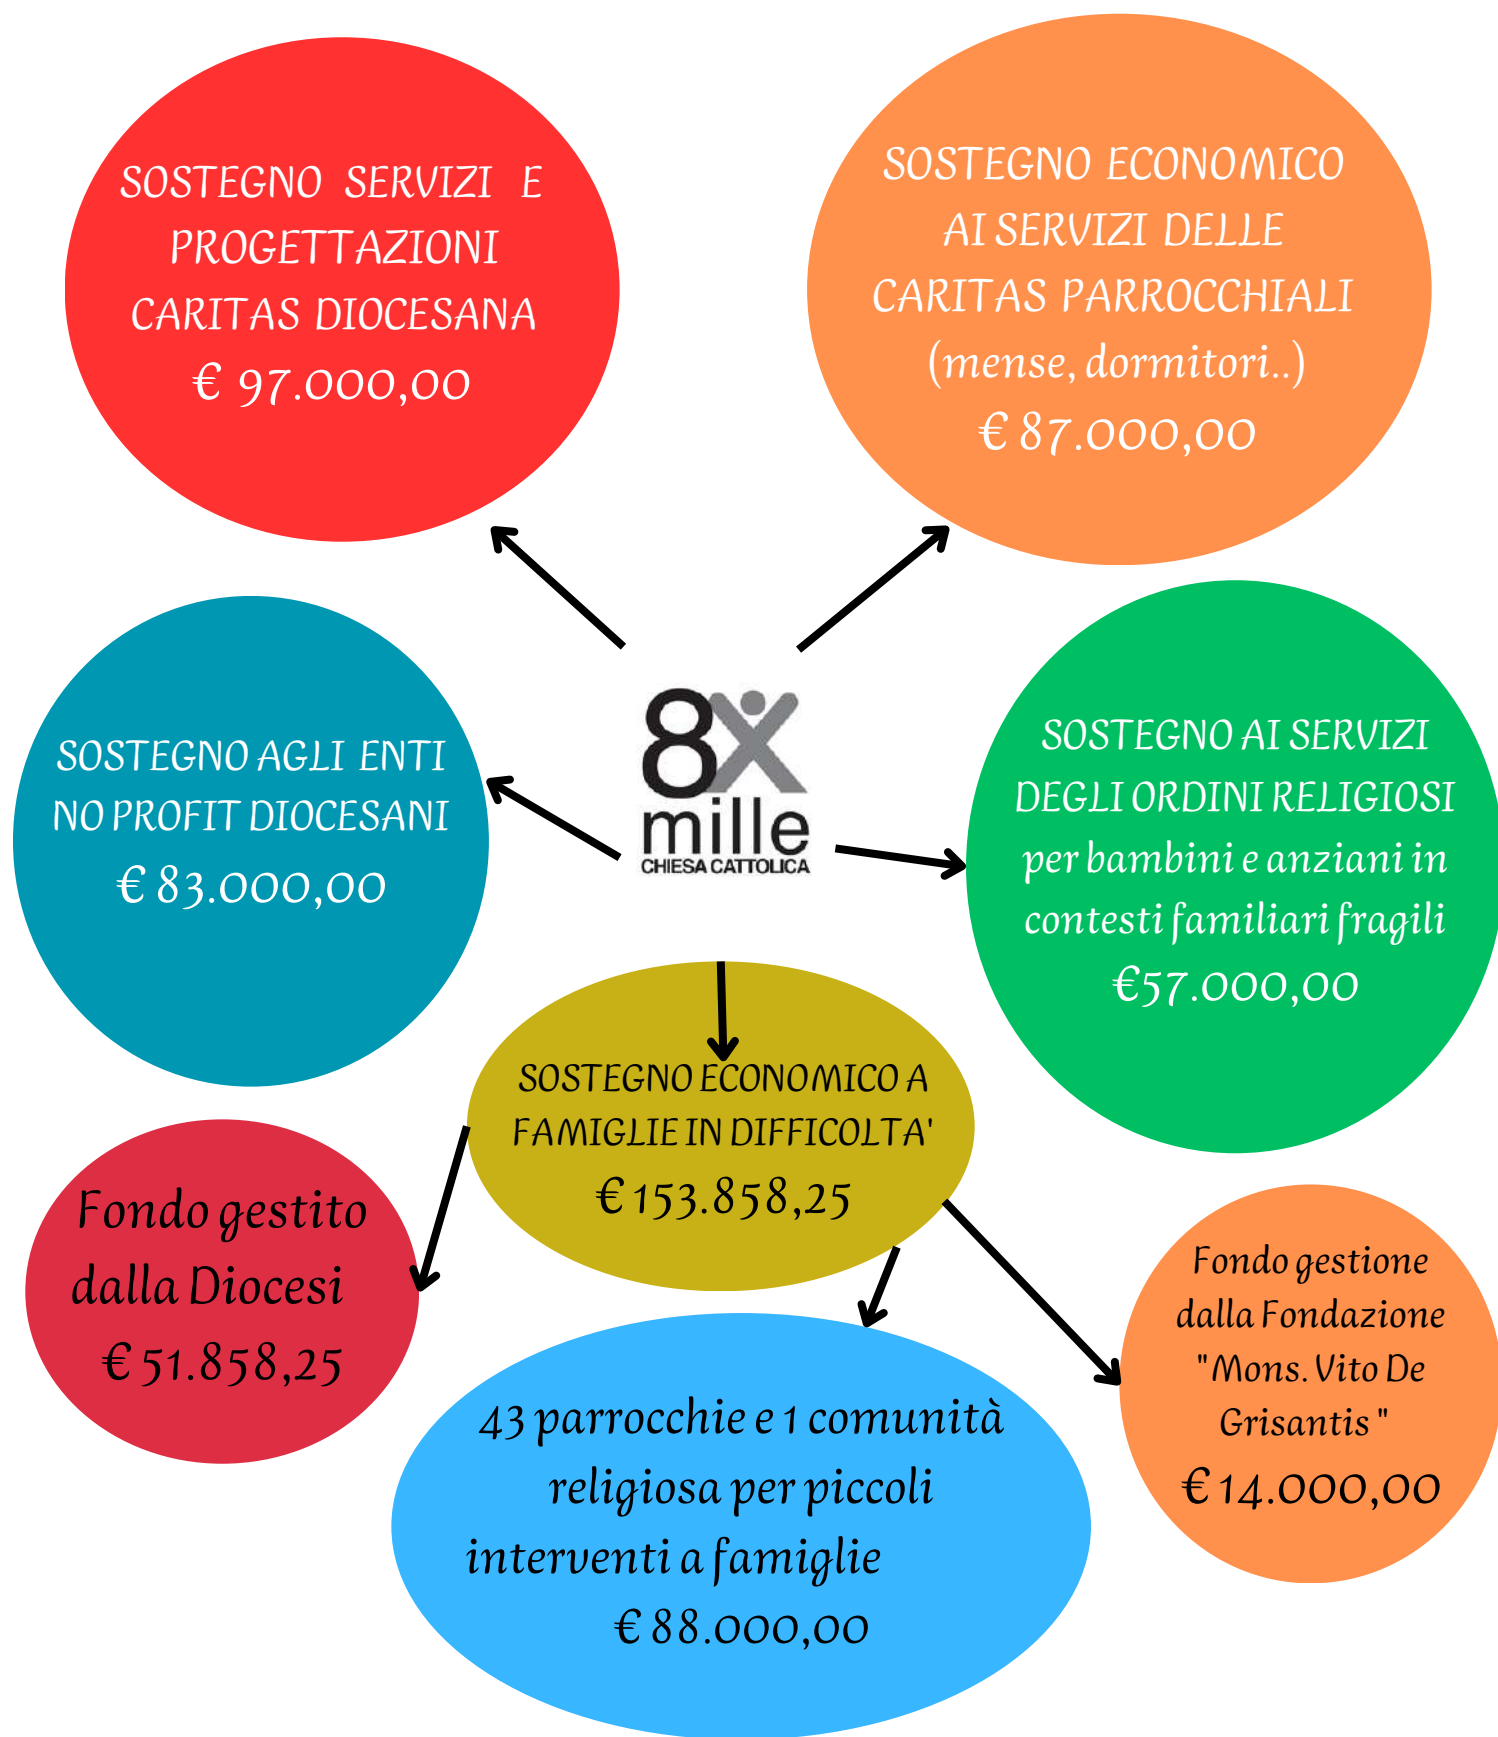 SOSTEGNO SERVIZI E
PROGETTAZIONI
CARITAS DIOCESANA
€ 97.000,00
SOSTEGNO ECONOMICO
AI SERVIZI DELLE
CARITAS PARROCCHIALI
(mense, dormitori..)
€ 87.000,00
8X
mille
CHIESA CATTOLICA
SOSTEGNO AGLI ENTI
NO PROFIT DIOCESANI
€ 83.000,00
SOSTEGNO AI SERVIZI
DEGLI ORDINI RELIGIOSI
per bambini e anziani in
contesti familiari fragili
€57.000,00
SOSTEGNO ECONOMICO A
FAMIGLIE IN DIFFICOLTA'
€ 153.858,25
Fondo gestito
dalla Diocesi
€ 51.858,25
43 parrocchie e 1 comunità
religiosa per piccoli
interventi a famiglie
€ 88.000,00
Fondo gestione
dalla Fondazione
"Mons. Vito De
Grisantis "
€ 14.000,00